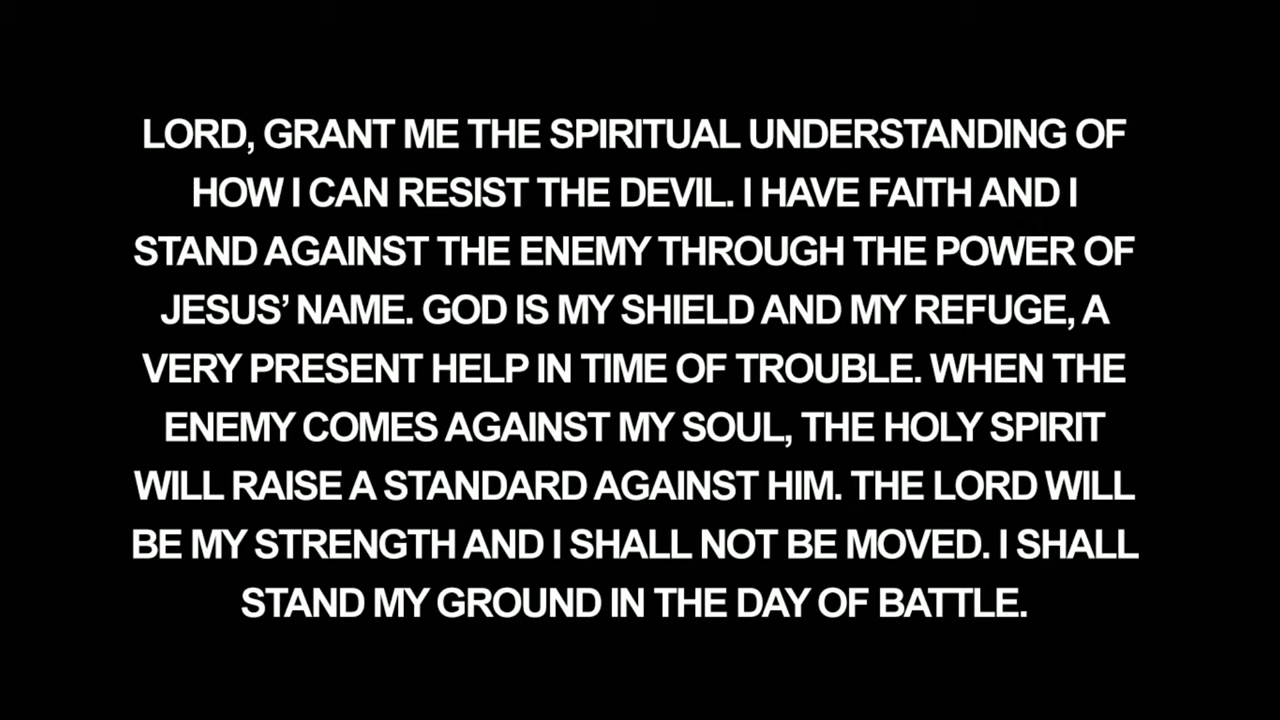 LORD, GRANT ME THE SPIRITUAL UNDERSTANDING OF
HOW I CAN RESIST THE DEVIL. I HAVE FAITH AND I
STAND AGAINST THE ENEMY THROUGH THE POWER OF
JESUS’ NAME. GOD IS MY SHIELD AND MY REFUGE, A
VERY PRESENT HELP IN TIME OF TROUBLE. WHEN THE
ENEMY COMES AGAINST MY SOUL, THE HOLY SPIRIT
WILL RAISE A STANDARD AGAINST HIM. THE LORD WILL
BE MY STRENGTH AND I SHALL NOT BE MOVED. I SHALL
STAND MY GROUND IN THE DAY OF BATTLE.